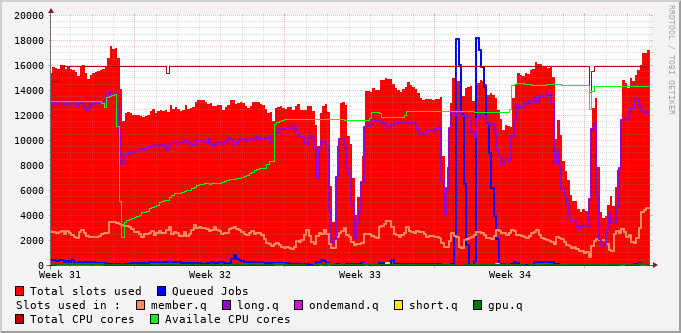 20000
18000
16000
14000
12000
10000
8000
6000
4000
2000
0
Week 31 Week 32 Week 33 Week 34
Total slots used Queued Jobs
Slots used in : member.q long.q ondemand.q short.q gpu.q
Total CPU cores Availale CPU cores
RRDTOOL / TOBI OETIKER